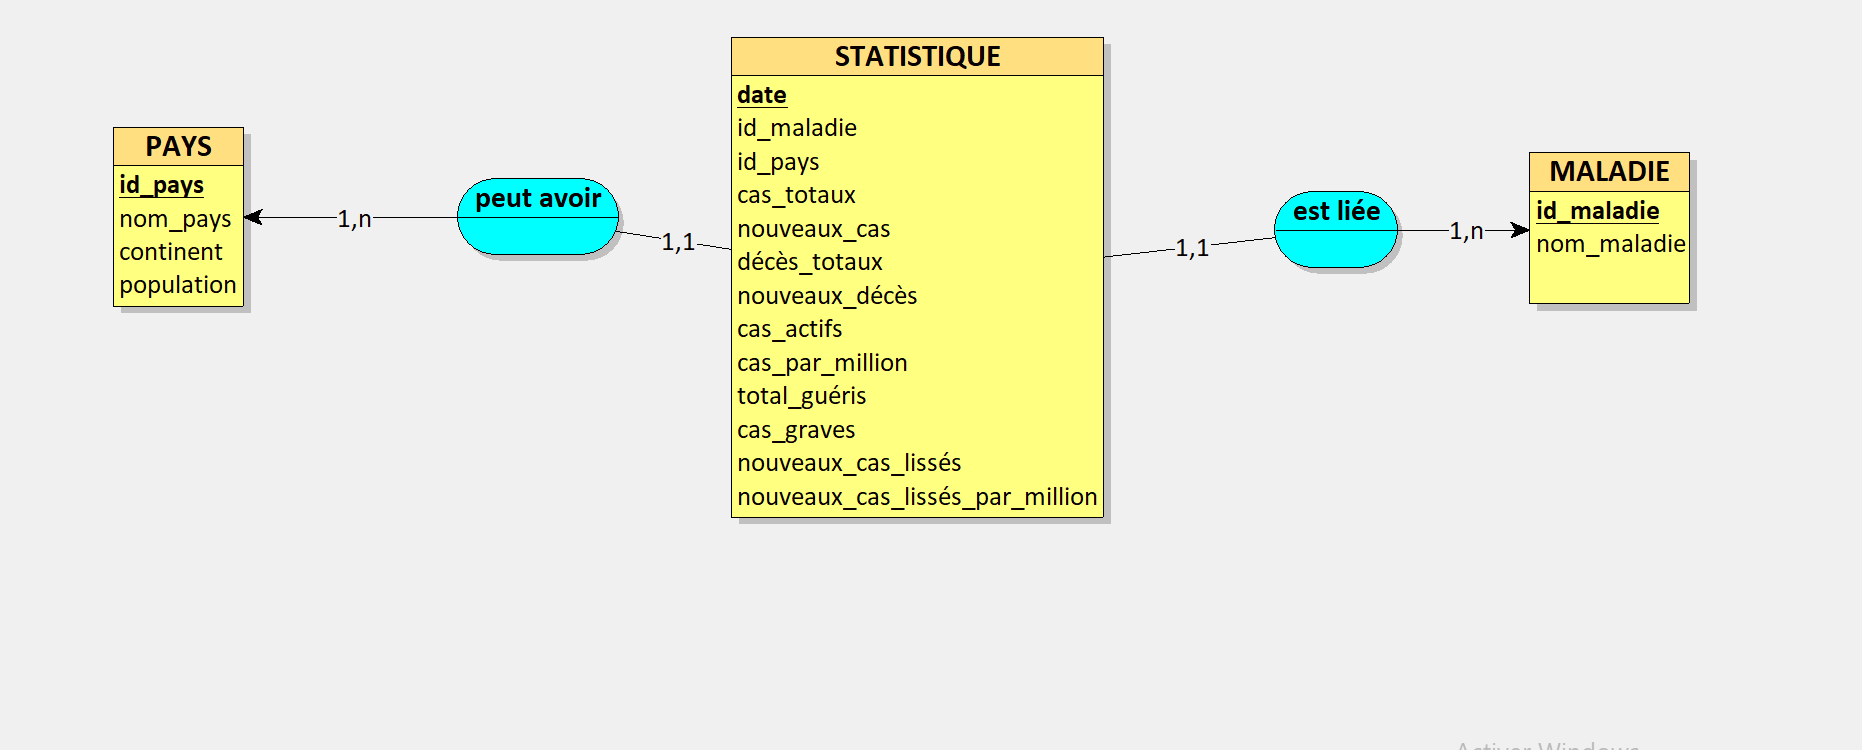 PAYS
id_pays
nom_pays
continent
population
1,n
peut avoir
1,1
STATISTIQUE
date
id_maladie
id_pays
cas_totaux
nouveaux_cas
décès_totaux
nouveaux_décès
cas_actifs
cas_par_million
total_guéris
cas_graves
nouveaux_cas_lissés
nouveaux_cas_lissés_par_million
1,1
est liée
1,n
MALADIE
id_maladie
nom_maladie
Activer Windows